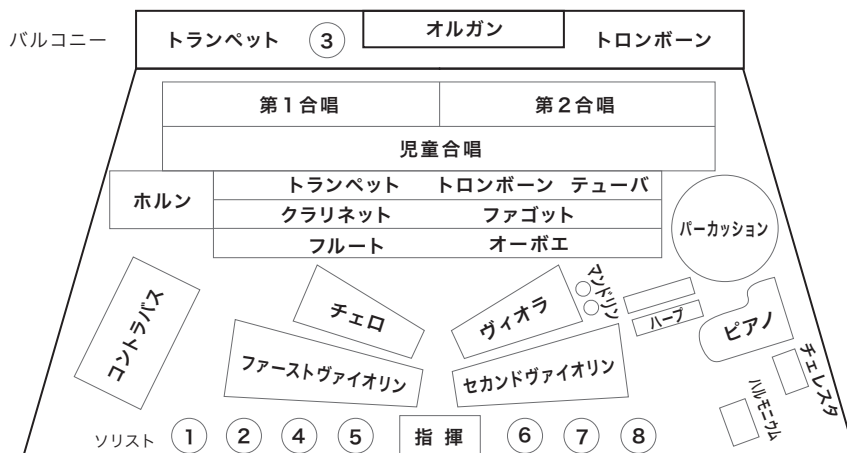 バルコニー トランペット ③ オルガン トロンボーン
第1合唱 第2合唱
児童合唱
ホルン トランペット トロンボーン テューバ
クラリネット ファゴット
フルート オーボエ
パーカッション
コントラバス
チェロ
ヴィオラ
マンドリン
ハープ
ピアノ
ファーストヴァイオリン
セカンドヴァイオリン
チェレスタ
ハルモニウム
ソリスト ① ② ④ ⑤ 指揮 ⑥ ⑦ ⑧